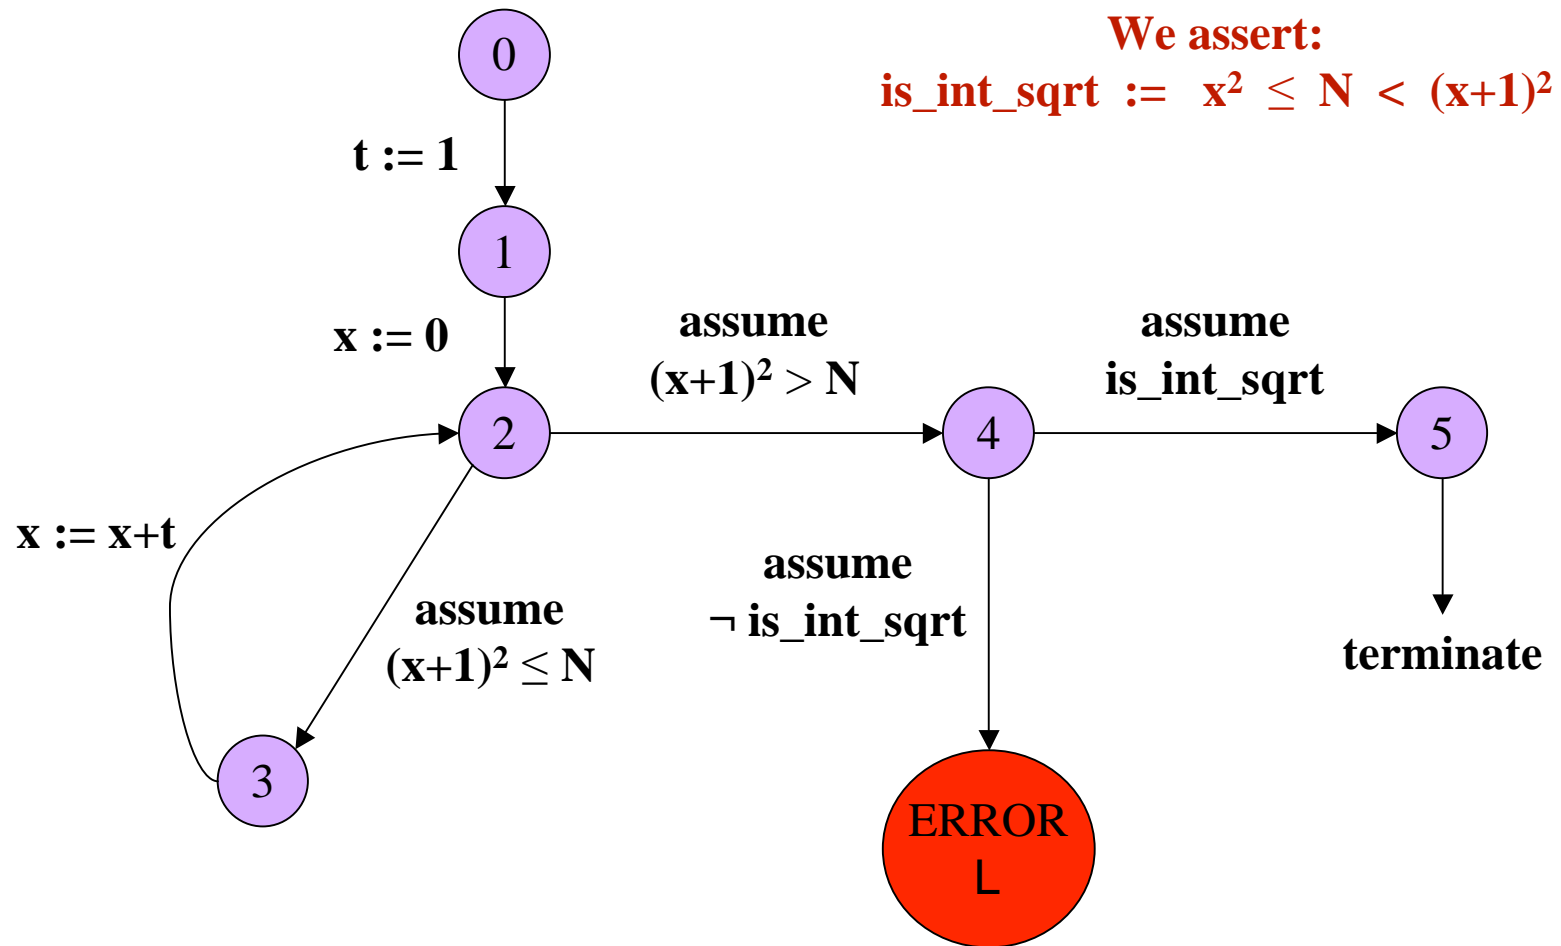 We assert:
is_int_sqrt := x² ≤ N < (x+1)²
0
t := 1
1
x := 0
assume
(x+1)² > N
assume
is_int_sqrt
2
4
5
x := x+t
assume
(x+1)² ≤ N
assume
¬ is_int_sqrt
terminate
3
ERROR
L